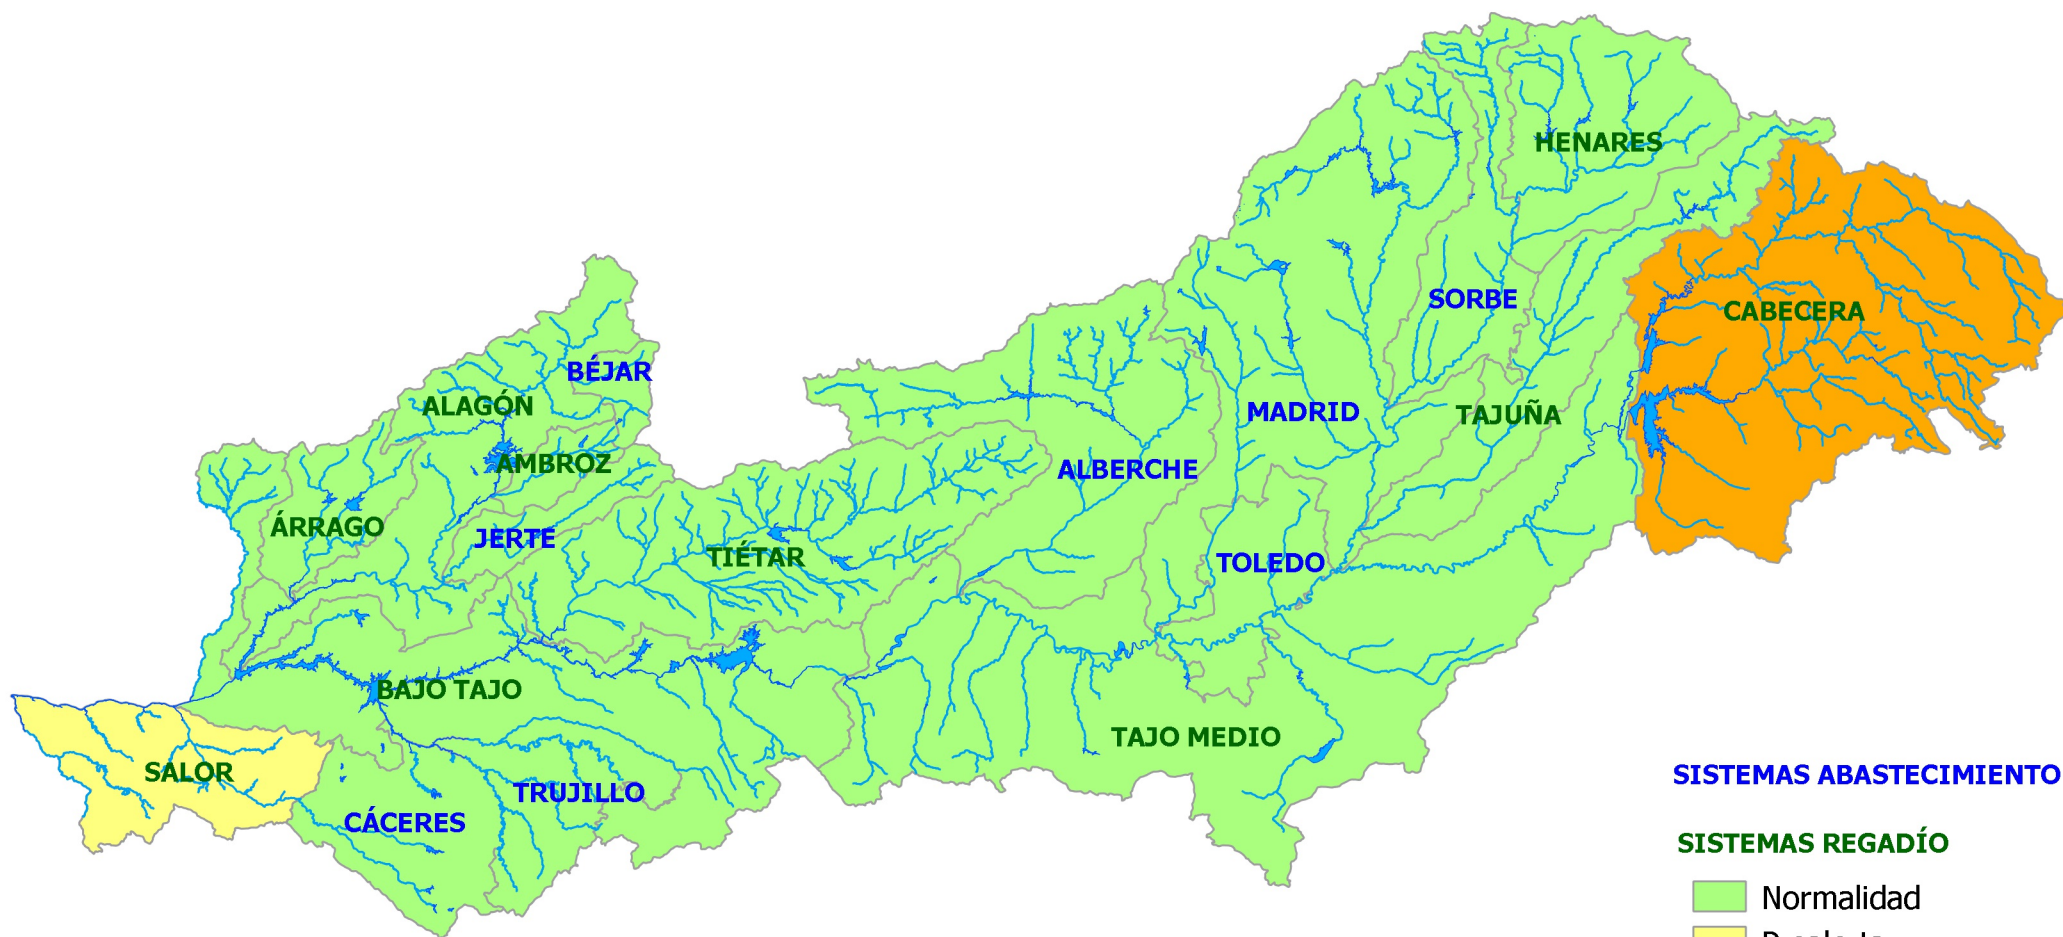 HENARES
SORBE
CABECERA
BÉJAR
ALAGÓN
MADRID
TAJUÑA
AMBROZ
ALBERCHE
ÁRRAGO
JERTE
TIÉTAR
TOLEDO
BAJO TAJO
TAJO MEDIO
SALOR
TRUJILLO
CÁCERES
SISTEMAS ABASTECIMIENTO
SISTEMAS REGADÍO
Normalidad